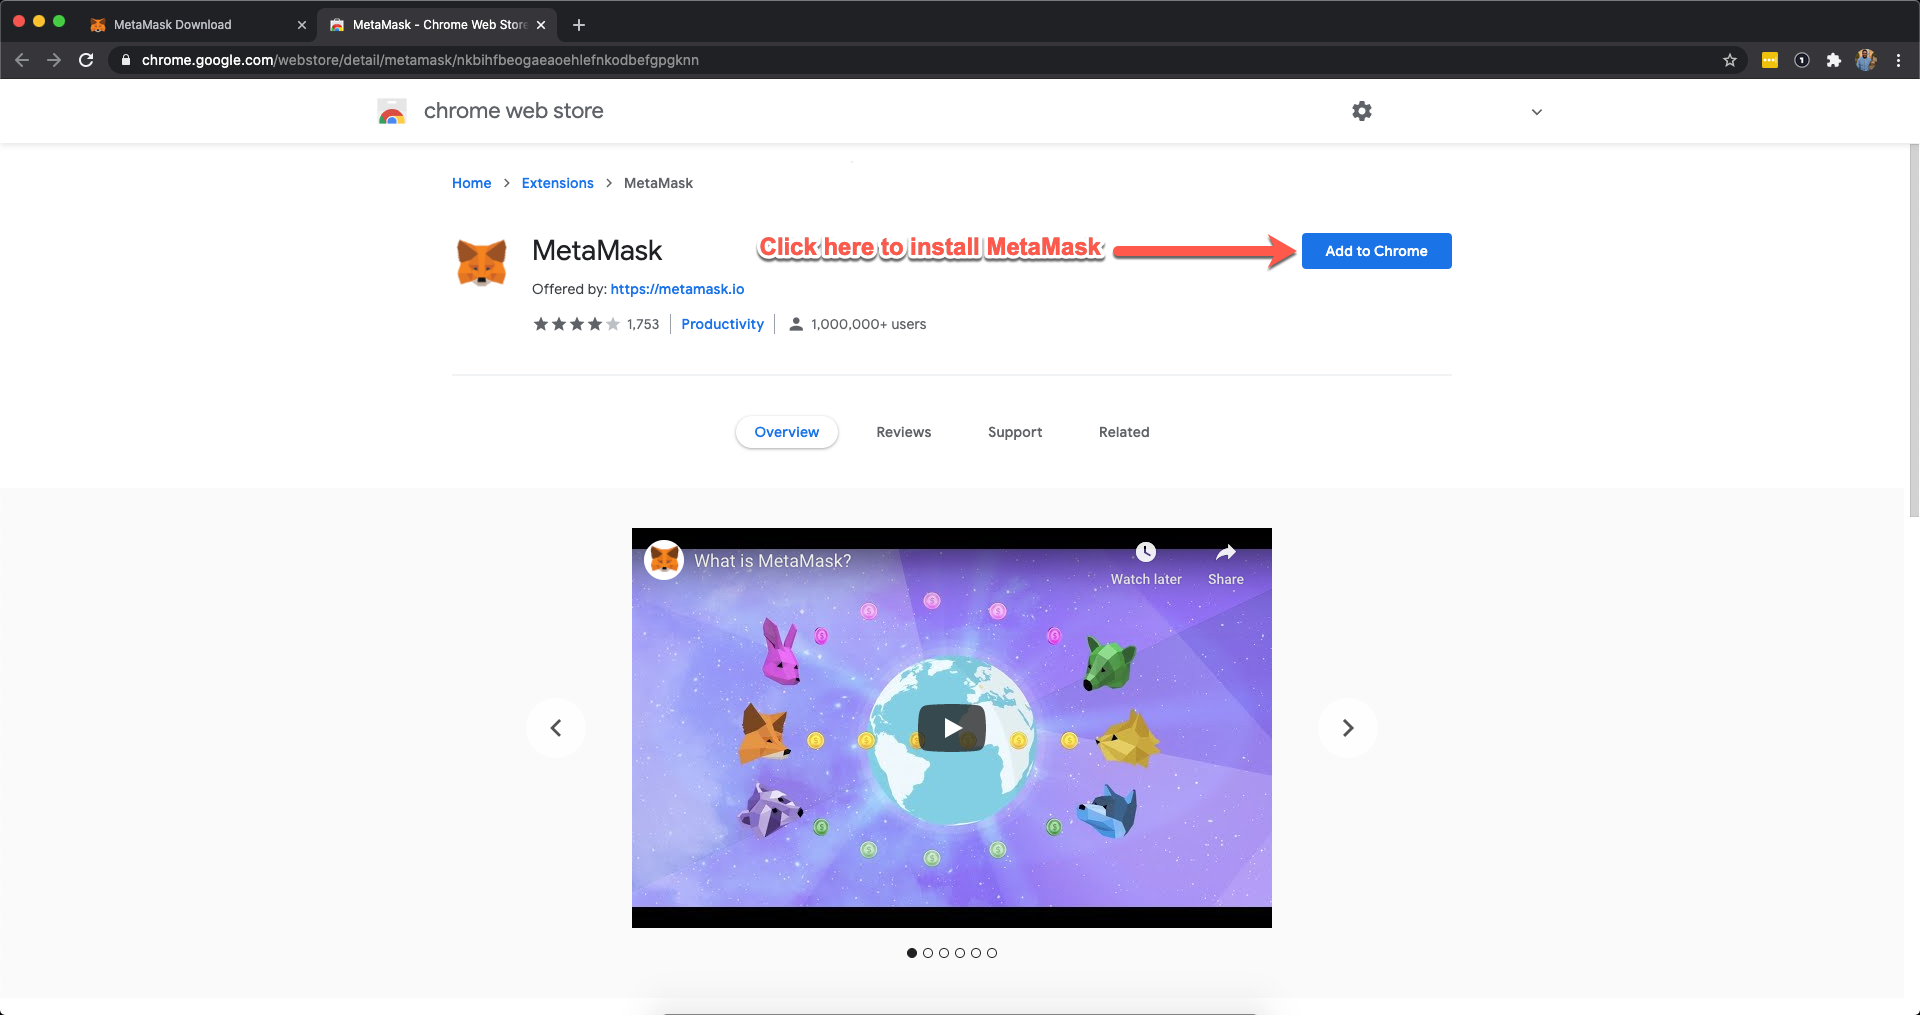 MetaMask Download
MetaMask - Chrome Web Store
chrome.google.com/webstore/detail/metamask/nkbihfbeogaeaoehlefnkodbefgpgknn
chrome web store
Home > Extensions > MetaMask
MetaMask
Click here to install MetaMask
Add to Chrome
Offered by: https://metamask.io
1,753
Productivity
1,000,000+ users
Overview
Reviews
Support
Related
What is MetaMask?
Watch later
Share